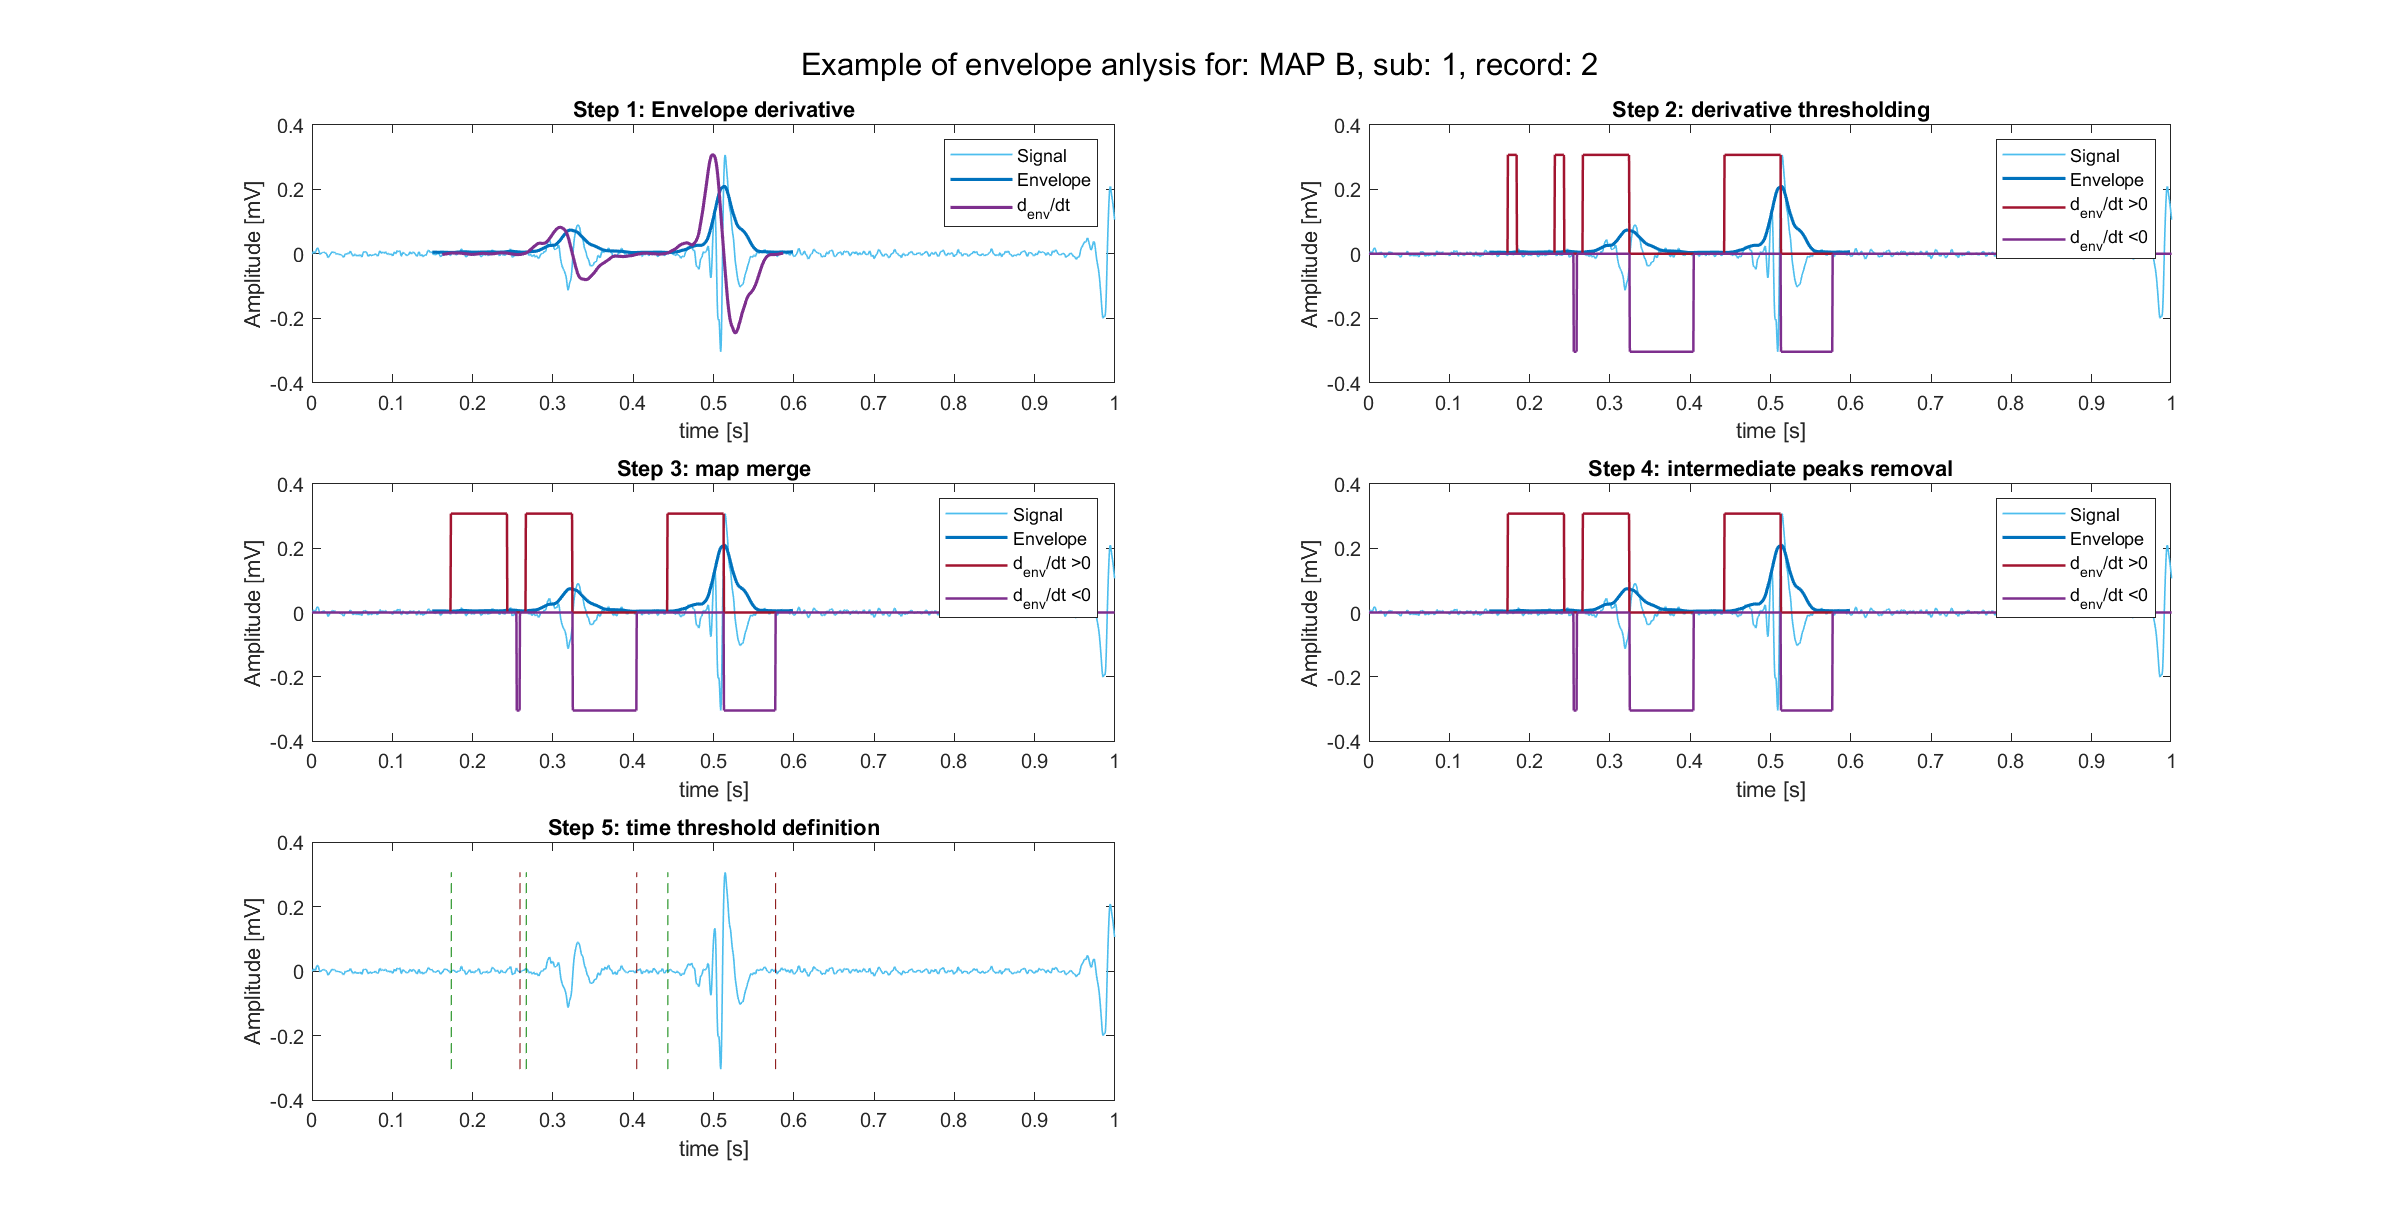 Example of envelope anlysis for: MAP B, sub: 1, record: 2
Step 1: Envelope derivative
0.4
0.2
0
-0.2
-0.4
Amplitude [mV]
Signal
Envelope
d_env/dt
0 0.1 0.2 0.3 0.4 0.5 0.6 0.7 0.8 0.9 1
time [s]
Step 2: derivative thresholding
0.4
0.2
0
-0.2
-0.4
Amplitude [mV]
Signal
Envelope
d_env/dt >0
d_env/dt <0
0 0.1 0.2 0.3 0.4 0.5 0.6 0.7 0.8 0.9 1
time [s]
Step 3: map merge
0.4
0.2
0
-0.2
-0.4
Amplitude [mV]
Signal
Envelope
d_env/dt >0
d_env/dt <0
0 0.1 0.2 0.3 0.4 0.5 0.6 0.7 0.8 0.9 1
time [s]
Step 4: intermediate peaks removal
0.4
0.2
0
-0.2
-0.4
Amplitude [mV]
Signal
Envelope
d_env/dt >0
d_env/dt <0
0 0.1 0.2 0.3 0.4 0.5 0.6 0.7 0.8 0.9 1
time [s]
Step 5: time threshold definition
0.4
0.2
0
-0.2
-0.4
Amplitude [mV]
0 0.1 0.2 0.3 0.4 0.5 0.6 0.7 0.8 0.9 1
time [s]